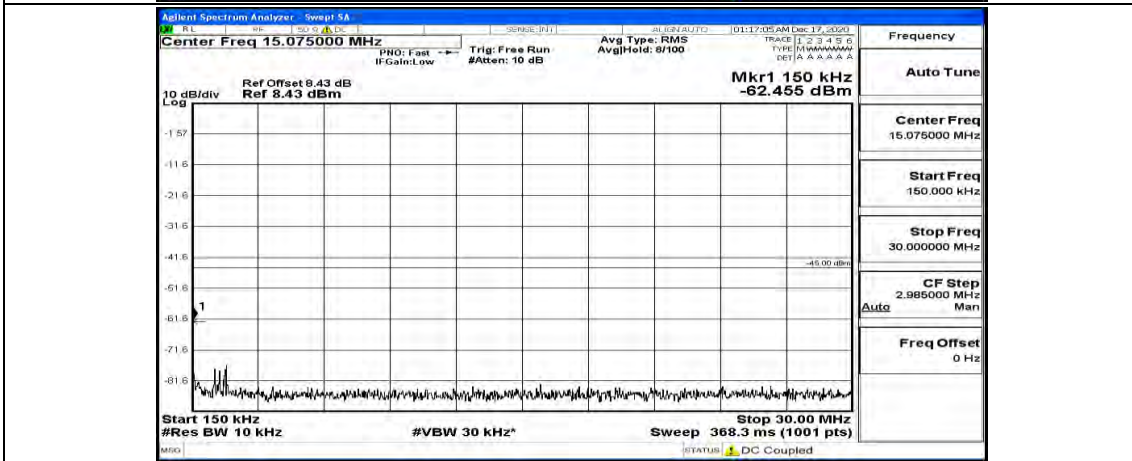 Agilent Spectrum Analyzer - Swept SA
RL RF 50 Ω DC SENSE:INT ALIGN AUTO 01:17:05 AM Dec 17, 2020
Center Freq 15.075000 MHz
PNO: Fast
IFGain:Low
Trig: Free Run
#Atten: 10 dB
Avg Type: RMS
Avg|Hold: 8/100
TRACE 1 2 3 4 5 6
TYPE M W W W W W
DET A A A A A A
Frequency
Auto Tune
Center Freq
15.075000 MHz
Start Freq
150.000 kHz
Stop Freq
30.000000 MHz
CF Step
2.985000 MHz
Auto Man
Freq Offset
0 Hz
Mkr1 150 kHz
-62.455 dBm
Ref Offset 8.43 dB
10 dB/div Ref 8.43 dBm
Log
-1.57
-11.6
-21.6
-31.6
-41.6
-45.00 dBm
-51.6
1
-61.6
-71.6
-81.6
Start 150 kHz Stop 30.00 MHz
#Res BW 10 kHz #VBW 30 kHz* Sweep 368.3 ms (1001 pts)
MSG STATUS DC Coupled